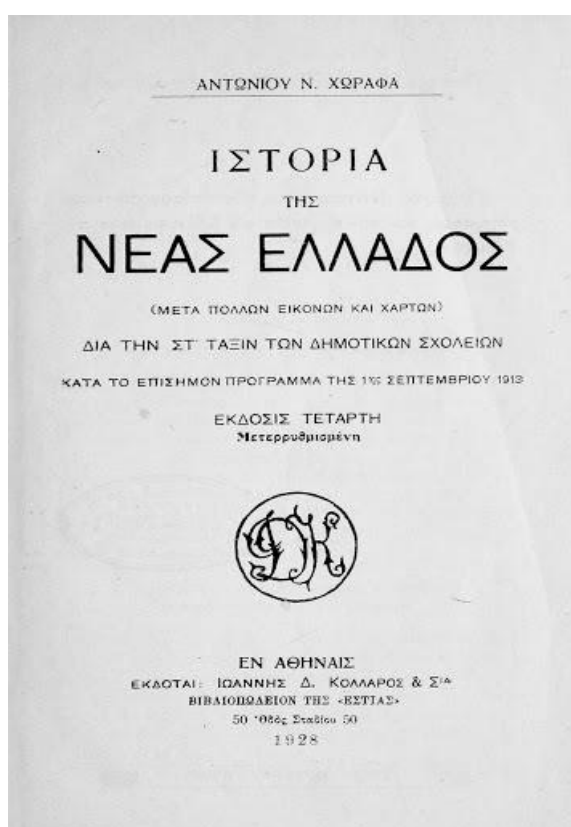 ΑΝΤΩΝΙΟΥ Ν. ΧΩΡΑΦΑ
ΙΣΤΟΡΙΑ
ΤΗΣ
ΝΕΑΣ ΕΛΛΑΔΟΣ
(ΜΕΤΑ ΠΟΛΛΩΝ ΕΙΚΟΝΩΝ ΚΑΙ ΧΑΡΤΩΝ)
ΔΙΑ ΤΗΝ ΣΤ΄ ΤΑΞΙΝ ΤΩΝ ΔΗΜΟΤΙΚΩΝ ΣΧΟΛΕΙΩΝ
ΚΑΤΑ ΤΟ ΕΠΙΣΗΜΟΝ ΠΡΟΓΡΑΜΜΑ ΤΗΣ 1ης ΣΕΠΤΕΜΒΡΙΟΥ 1913
ΕΚΔΟΣΙΣ ΤΕΤΑΡΤΗ
Μετερρυθμισμένη
ΔΚ
ΕΝ ΑΘΗΝΑΙΣ
ΕΚΔΟΤΑΙ: ΙΩΑΝΝΗΣ Δ. ΚΟΛΛΑΡΟΣ & ΣΙΑ
ΒΙΒΛΙΟΠΩΛΕΙΟΝ ΤΗΣ «ΕΣΤΙΑΣ»
50 Ὁδὸς Σταδίου 50
1928